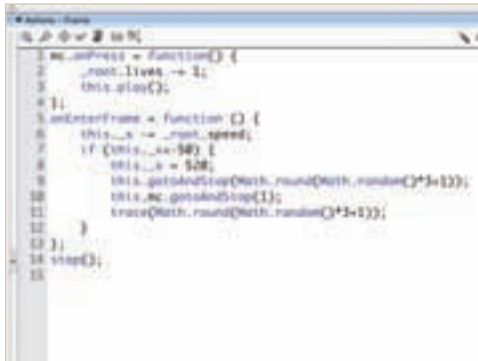 Actions - Frame
1 mc.onPress = function() {
2 _root.lives -= 1;
3 this.play();
4 };
5 onEnterFrame = function () {
6 this._x -= _root.speed;
7 if (this._x<-50) {
8 this._x = 520;
9 this.gotoAndStop(Math.round(Math.random()*3+1));
10 this.mc.gotoAndStop(1);
11 trace(Math.round(Math.random()*3+1));
12 }
13 };
14 stop();
15